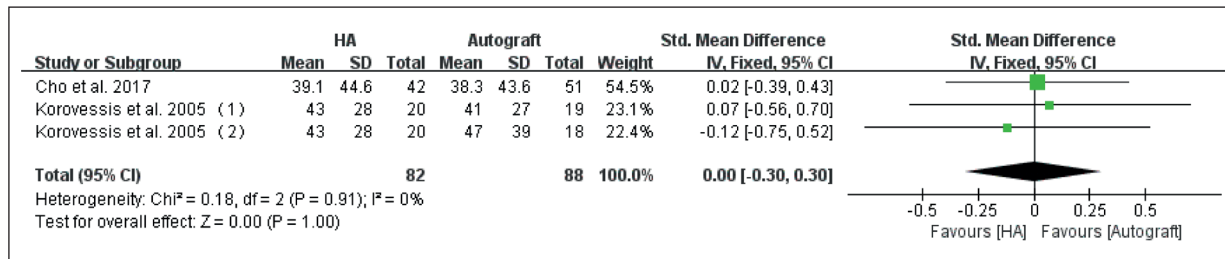 HA Autograft Std. Mean Difference Std. Mean Difference
Study or Subgroup Mean SD Total Mean SD Total Weight IV, Fixed, 95% CI IV, Fixed, 95% CI
Cho et al. 2017 39.1 44.6 42 38.3 43.6 51 54.5% 0.02 [-0.39, 0.43]
Korovessis et al. 2005 (1) 43 28 20 41 27 19 23.1% 0.07 [-0.56, 0.70]
Korovessis et al. 2005 (2) 43 28 20 47 39 18 22.4% -0.12 [-0.75, 0.52]
Total (95% CI) 82 88 100.0% 0.00 [-0.30, 0.30]
Heterogeneity: Chi² = 0.18, df = 2 (P = 0.91); I² = 0%
Test for overall effect: Z = 0.00 (P = 1.00)
-0.5 -0.25 0 0.25 0.5
Favours [HA] Favours [Autograft]